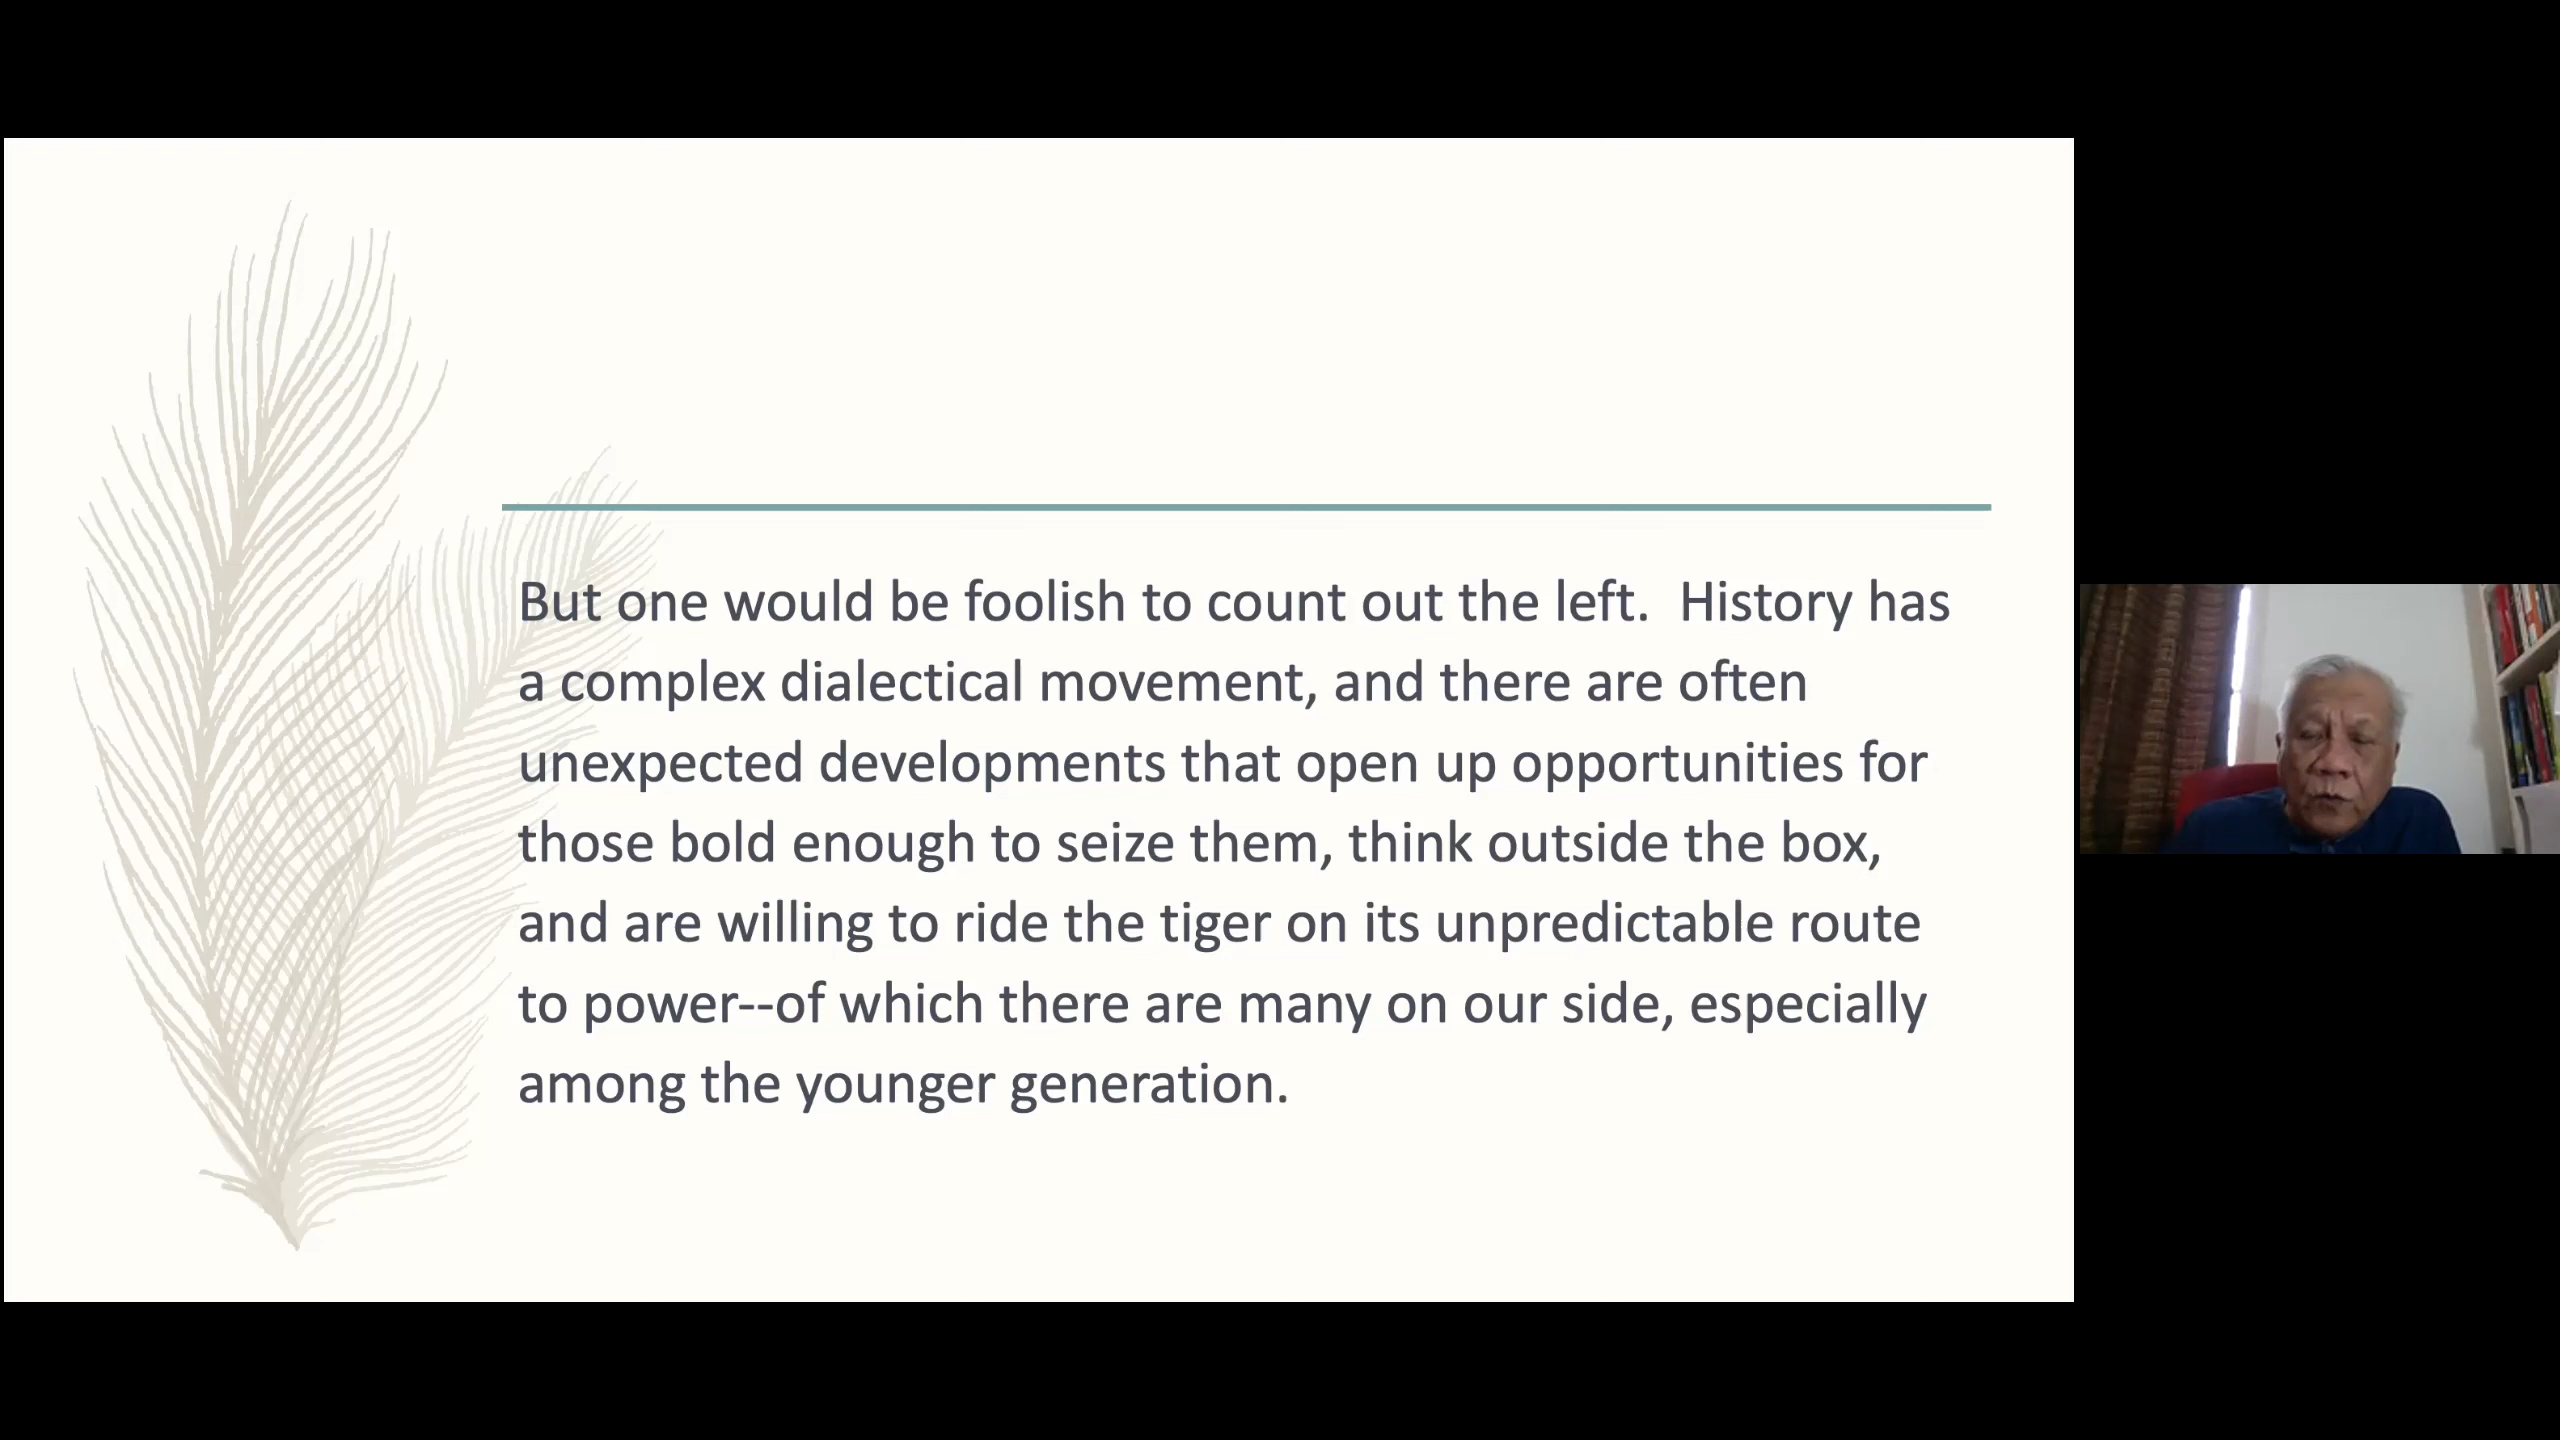 But one would be foolish to count out the left.  History has
a complex dialectical movement, and there are often
unexpected developments that open up opportunities for
those bold enough to seize them, think outside the box,
and are willing to ride the tiger on its unpredictable route
to power--of which there are many on our side, especially
among the younger generation.